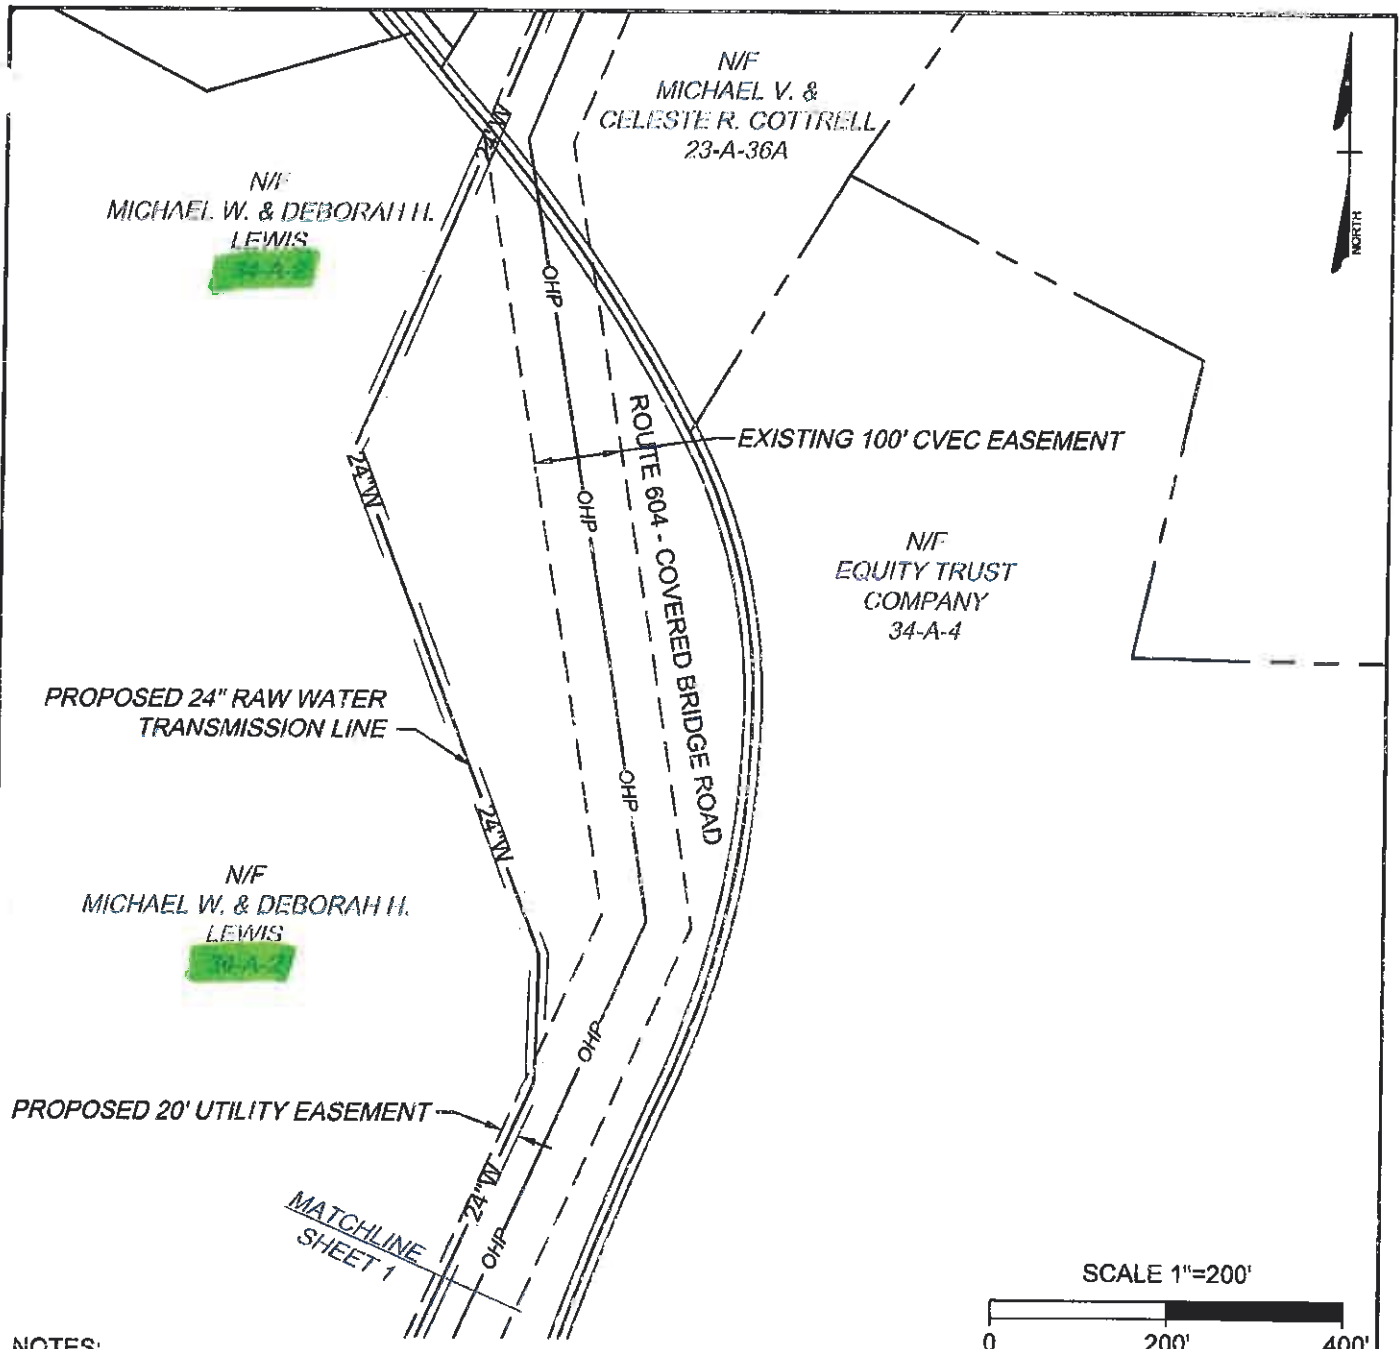 N/F
MICHAEL V. &
CELESTE R. COTTRELL
23-A-36A
NORTH
24"W
N/F
MICHAEL W. & DEBORAH H.
LEWIS
OHP
EXISTING 100' CVEC EASEMENT
ROUTE 604 - COVERED BRIDGE ROAD
24"W
OHP
N/F
EQUITY TRUST
COMPANY
34-A-4
PROPOSED 24" RAW WATER
TRANSMISSION LINE
OHP
24"W
N/F
MICHAEL W. & DEBORAH H.
LEWIS
OHP
PROPOSED 20' UTILITY EASEMENT
24"W
MATCHLINE
SHEET 1
OHP
SCALE 1"=200'
0 200' 400'
NOTES: